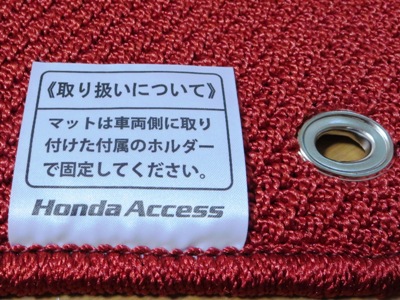 《取り扱いについて》
マットは車両側に取り
付けた付属のホルダー
で固定してください。
Honda Access